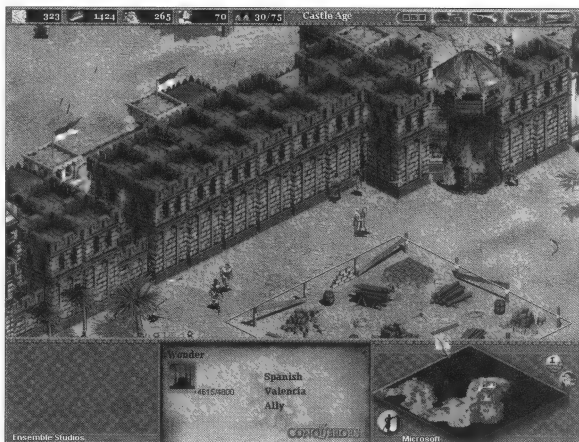 323 1424 265 70 30/75 Castle Age
Wonder
4615/4800
Spanish
Valencia
Ally
CONQUERORS
Ensemble Studios
Microsoft